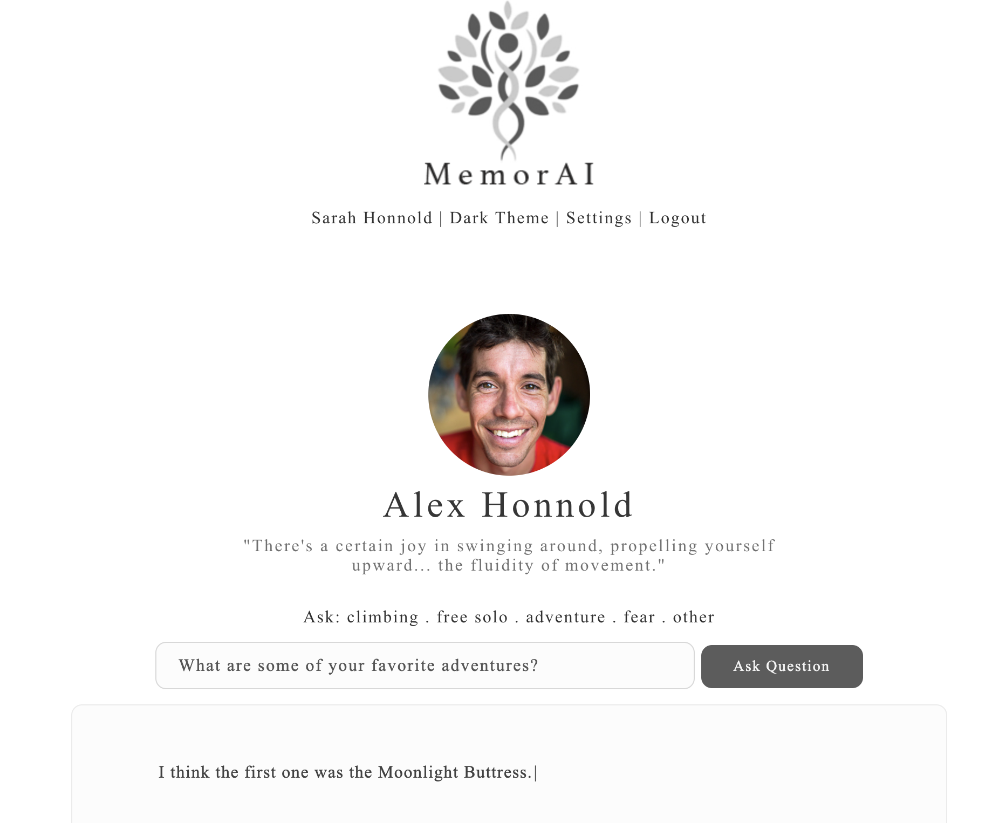 MemorAI
Sarah Honnold | Dark Theme | Settings | Logout
Alex Honnold
"There's a certain joy in swinging around, propelling yourself
upward... the fluidity of movement."
Ask: climbing . free solo . adventure . fear . other
What are some of your favorite adventures?
Ask Question
I think the first one was the Moonlight Buttress.|